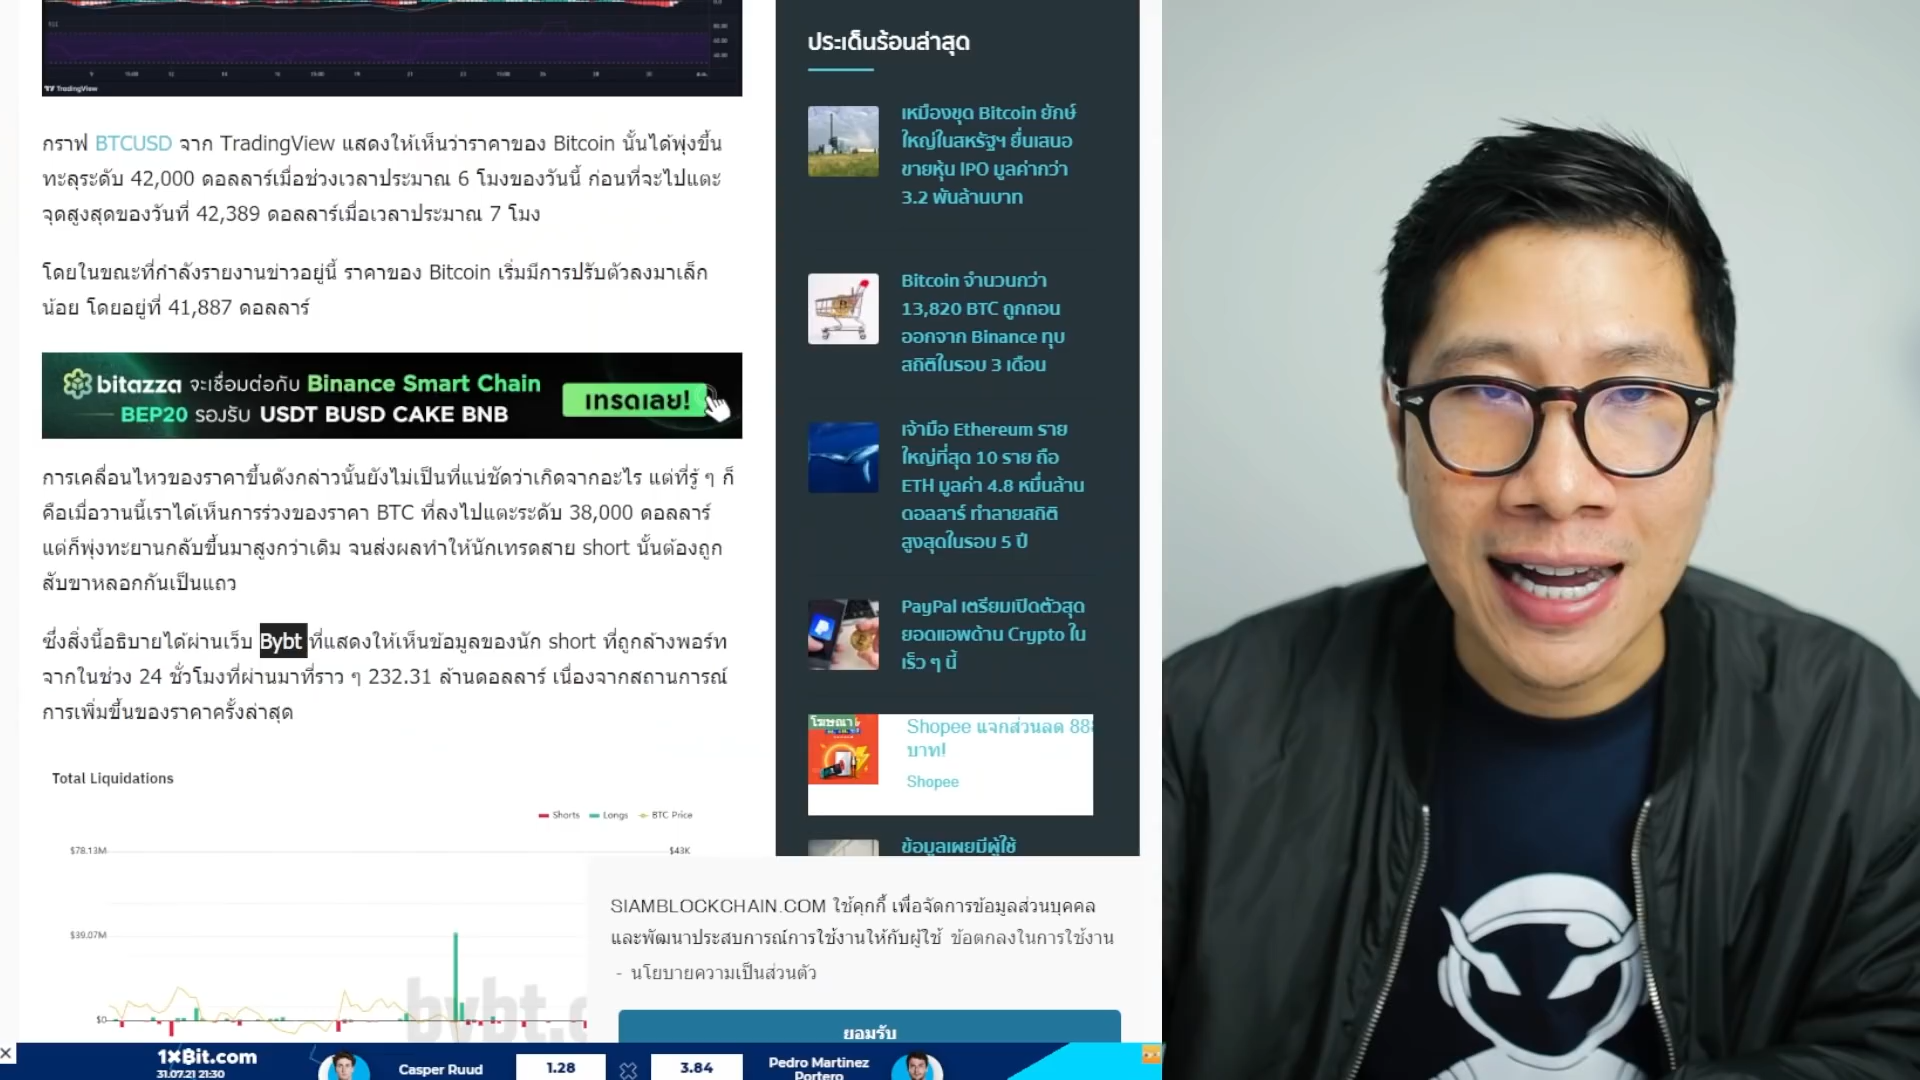 TradingView
กราฟ BTCUSD จาก TradingView แสดงให้เห็นว่าราคาของ Bitcoin นั้นได้พุ่งขึ้น
ทะลุระดับ 42,000 ดอลลาร์เมื่อช่วงเวลาประมาณ 6 โมงของวันนี้ ก่อนที่จะไปแตะ
จุดสูงสุดของวันที่ 42,389 ดอลลาร์เมื่อเวลาประมาณ 7 โมง
โดยในขณะที่กำลังรายงานข่าวอยู่นี้ ราคาของ Bitcoin เริ่มมีการปรับตัวลงมาเล็ก
น้อย โดยอยู่ที่ 41,887 ดอลลาร์
bitazza จะเชื่อมต่อกับ Binance Smart Chain
BEP20 รองรับ USDT BUSD CAKE BNB
เทรดเลย!
การเคลื่อนไหวของราคาขึ้นดังกล่าวนั้นยังไม่เป็นที่แน่ชัดว่าเกิดจากอะไร แต่ที่รู้ ๆ ก็
คือเมื่อวานนี้เราได้เห็นการร่วงของราคา BTC ที่ลงไปแตะระดับ 38,000 ดอลลาร์
แต่ก็พุ่งทะยานกลับขึ้นมาสูงกว่าเดิม จนส่งผลทำให้นักเทรดสาย short นั้นต้องถูก
สับขาหลอกกันเป็นแถว
ซึ่งสิ่งนี้อธิบายได้ผ่านเว็บ Bybt ที่แสดงให้เห็นข้อมูลของนัก short ที่ถูกล้างพอร์ท
จากในช่วง 24 ชั่วโมงที่ผ่านมาที่ราว ๆ 232.31 ล้านดอลลาร์ เนื่องจากสถานการณ์
การเพิ่มขึ้นของราคาครั้งล่าสุด
Total Liquidations
Shorts Longs BTC Price
$78.13M $43K
$39.07M
$0
ประเด็นร้อนล่าสุด
เหมืองขุด Bitcoin ยักษ์
ใหญ่ในสหรัฐฯ ยื่นเสนอ
ขายหุ้น IPO มูลค่ากว่า
3.2 พันล้านบาท
Bitcoin จำนวนกว่า
13,820 BTC ถูกถอน
ออกจาก Binance ทุบ
สถิติในรอบ 3 เดือน
เจ้ามือ Ethereum ราย
ใหญ่ที่สุด 10 ราย ถือ
ETH มูลค่า 4.8 หมื่นล้าน
ดอลลาร์ ทำลายสถิติ
สูงสุดในรอบ 5 ปี
PayPal เตรียมเปิดตัวสุด
ยอดแอพด้าน Crypto ใน
เร็ว ๆ นี้
โฆษณา
Shopee แจกส่วนลด 888
บาท!
Shopee
ข้อมูลเผยมีผู้ใช้
SIAMBLOCKCHAIN.COM ใช้คุกกี้ เพื่อจัดการข้อมูลส่วนบุคคล
และพัฒนาประสบการณ์การใช้งานให้กับผู้ใช้ ข้อตกลงในการใช้งาน
- นโยบายความเป็นส่วนตัว
ยอมรับ
1XBit.com
31.07.21 21:30
Casper Ruud 1.28 3.84 Pedro Martinez
Portero